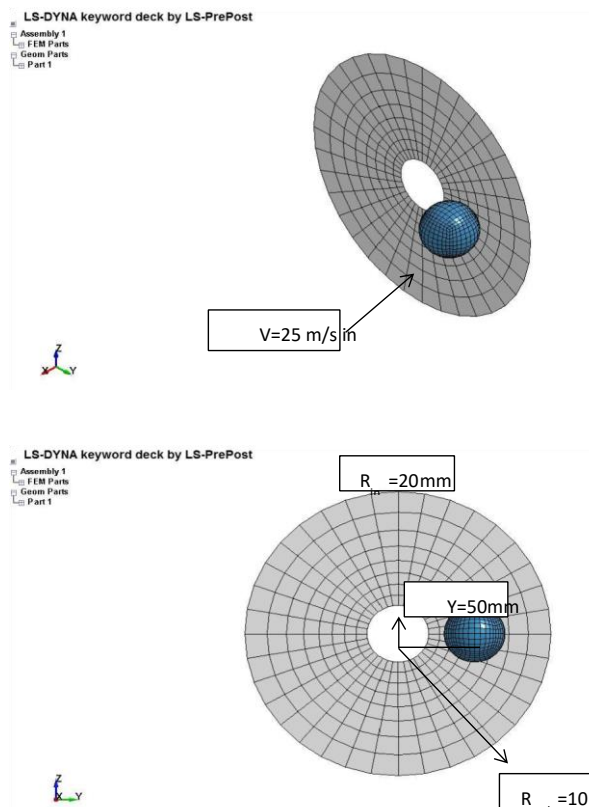 LS-DYNA keyword deck by LS-PrePost
Assembly 1
FEM Parts
Geom Parts
Part 1
V=25 m/s in
Z
X Y
LS-DYNA keyword deck by LS-PrePost
Assembly 1
FEM Parts
Geom Parts
Part 1
R =20mm
Y=50mm
Z
X Y
R =10